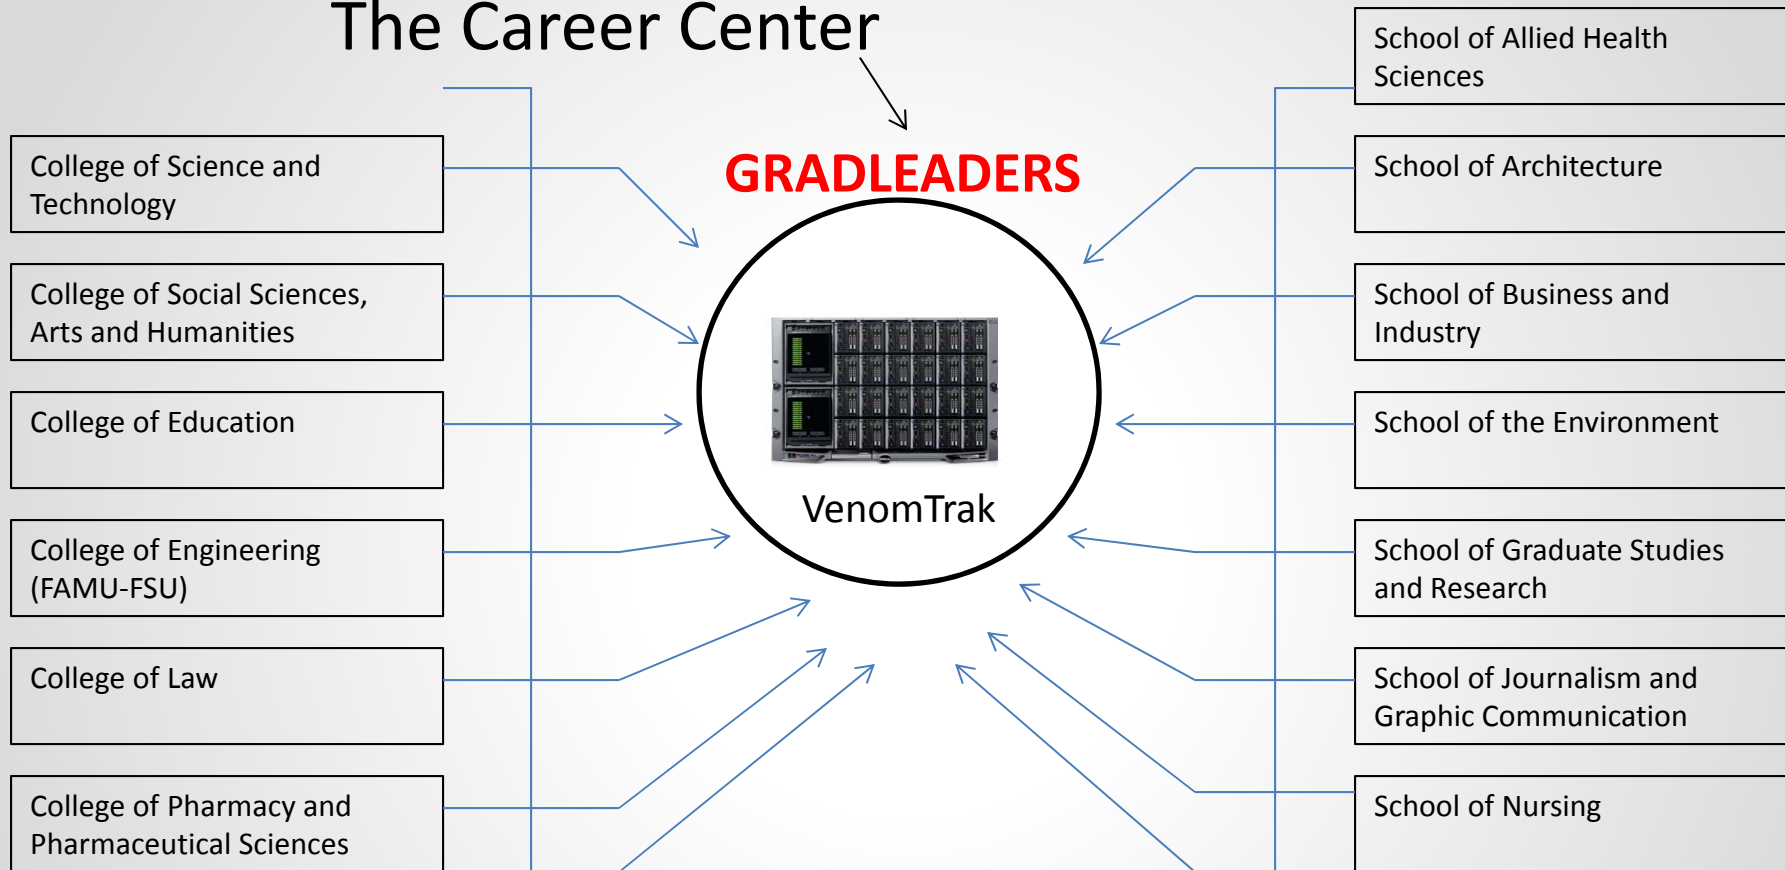 The Career Center
GRADLEADERS
VenomTrak
College of Science and
Technology
College of Social Sciences,
Arts and Humanities
College of Education
College of Engineering
(FAMU-FSU)
College of Law
College of Pharmacy and
Pharmaceutical Sciences
School of Allied Health
Sciences
School of Architecture
School of Business and
Industry
School of the Environment
School of Graduate Studies
and Research
School of Journalism and
Graphic Communication
School of Nursing